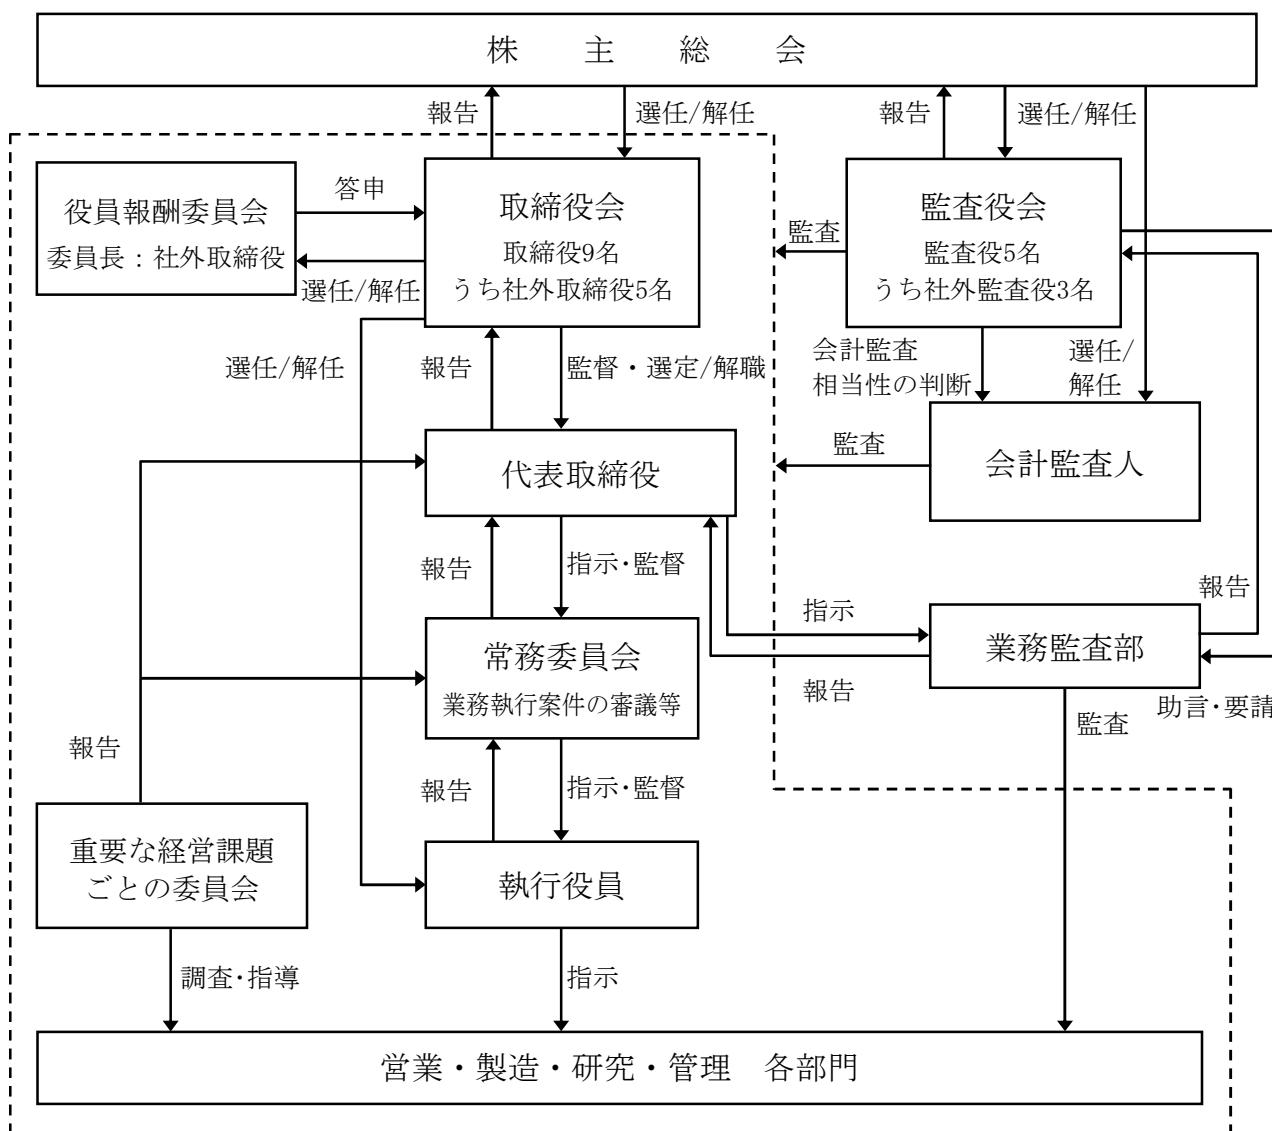 株主総会
報告
選任/解任
報告
選任/解任
役員報酬委員会
委員長：社外取締役
答申
選任/解任
取締役会
取締役9名
うち社外取締役5名
監査
監査役会
監査役5名
うち社外監査役3名
選任/解任
報告
監督・選定/解職
会計監査
相当性の判断
選任/
解任
代表取締役
監査
会計監査人
報告
指示・監督
指示
報告
業務監査部
報告
助言・要請
監査
常務委員会
業務執行案件の審議等
報告
報告
指示・監督
重要な経営課題
ごとの委員会
執行役員
調査・指導
指示
営業・製造・研究・管理　各部門